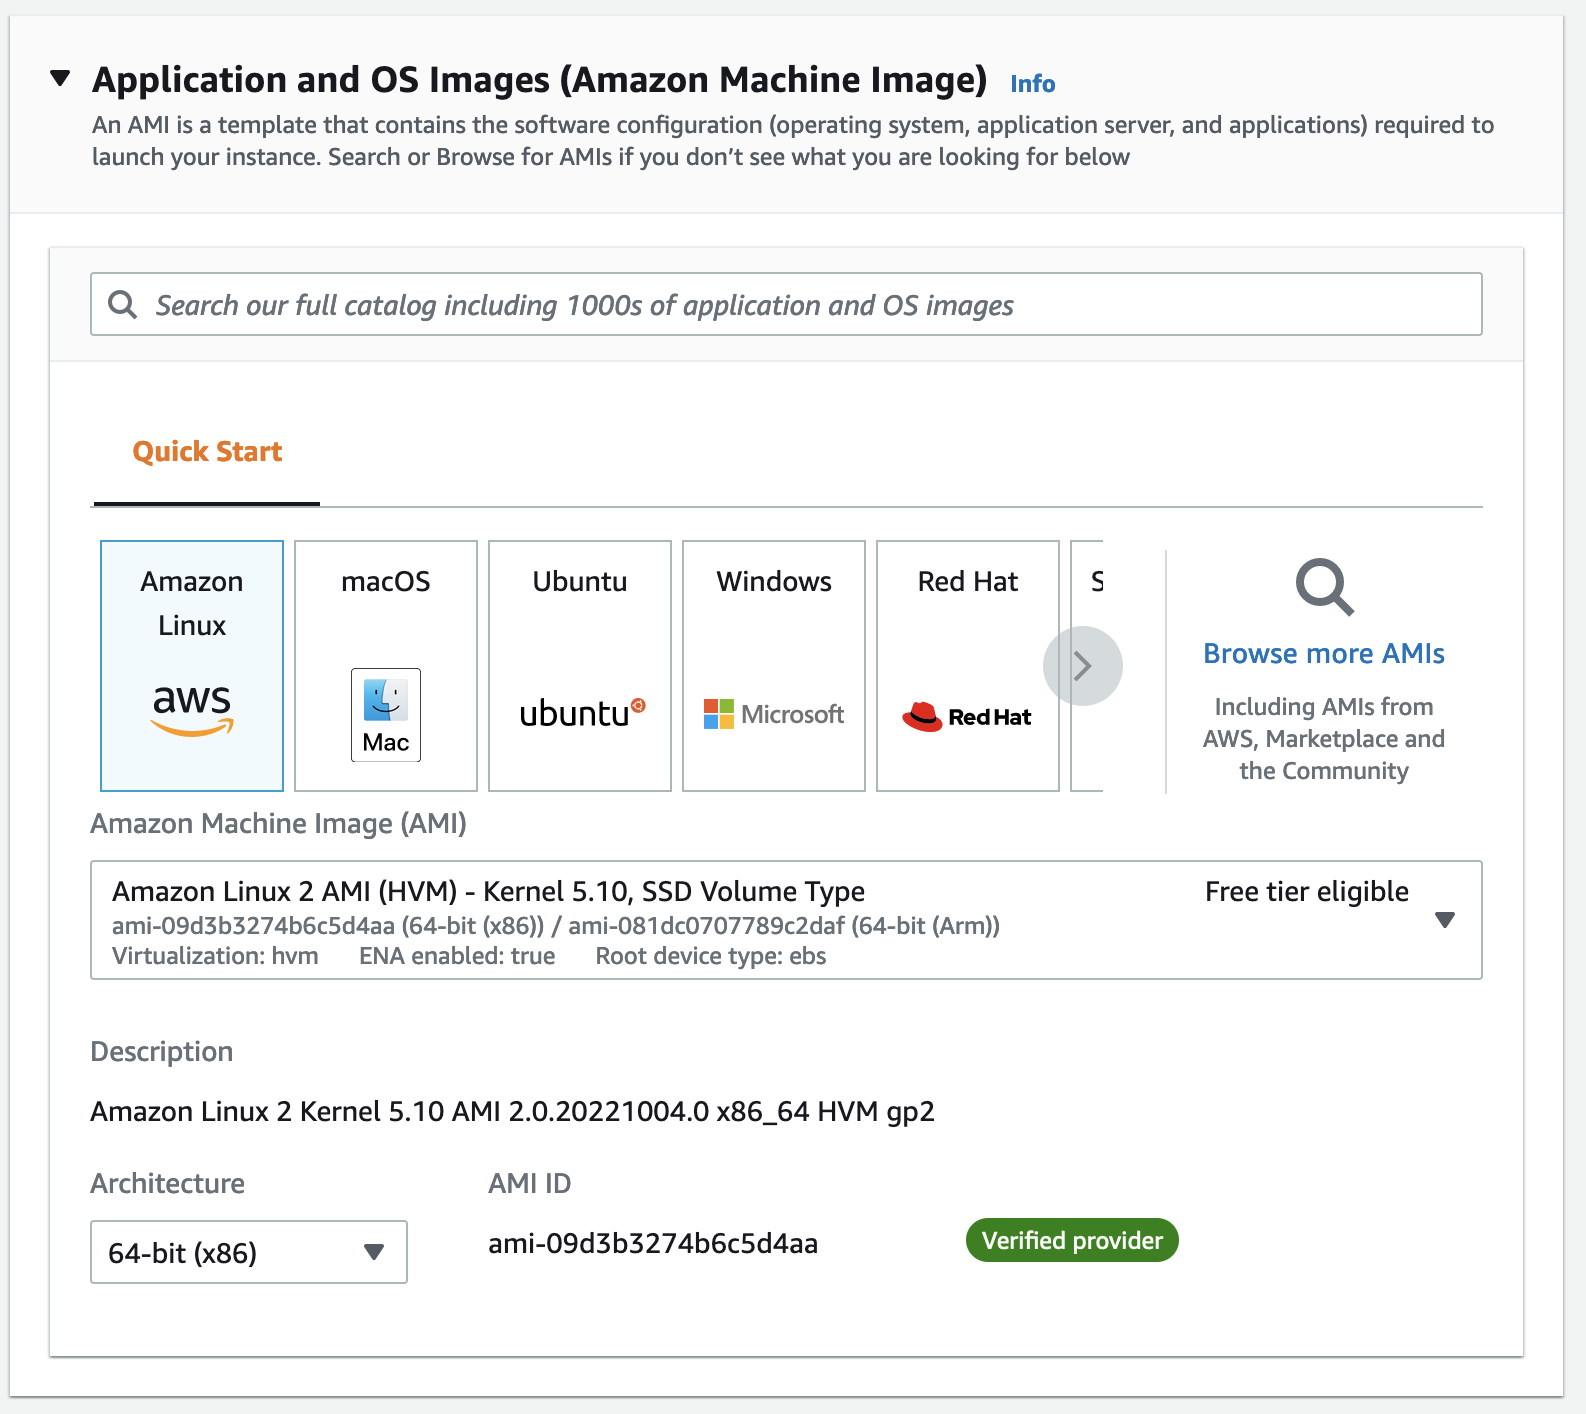 Application and OS Images (Amazon Machine Image) Info
An AMI is a template that contains the software configuration (operating system, application server, and applications) required to
launch your instance. Search or Browse for AMIs if you don’t see what you are looking for below
Search our full catalog including 1000s of application and OS images
Quick Start
Amazon
Linux
aws
macOS
Mac
Ubuntu
ubuntu
Windows
Microsoft
Red Hat
Red Hat
S
Browse more AMIs
Including AMIs from
AWS, Marketplace and
the Community
Amazon Machine Image (AMI)
Amazon Linux 2 AMI (HVM) - Kernel 5.10, SSD Volume Type
Free tier eligible
ami-09d3b3274b6c5d4aa (64-bit (x86)) / ami-081dc0707789c2daf (64-bit (Arm))
Virtualization: hvm ENA enabled: true Root device type: ebs
Description
Amazon Linux 2 Kernel 5.10 AMI 2.0.20221004.0 x86_64 HVM gp2
Architecture
64-bit (x86)
AMI ID
ami-09d3b3274b6c5d4aa
Verified provider